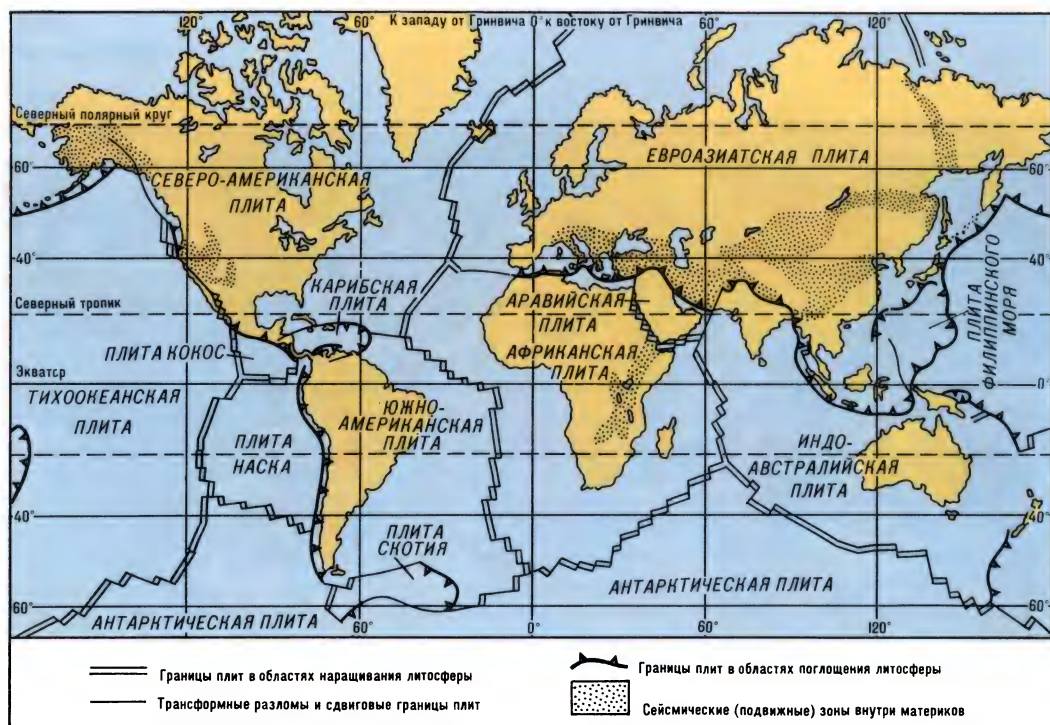 120°
60°
К западу от Гринвича 0° к востоку от Гринвича
60°
120°
Северный полярный круг
60°
60°
СЕВЕРО-АМЕРИКАНСКАЯ
ПЛИТА
ЕВРОАЗИАТСКАЯ ПЛИТА
40°
40°
КАРИБСКАЯ
ПЛИТА
Северный тропик
АРАВИЙСКАЯ
ПЛИТА
ПЛИТА
ФИЛИППИНСКОГО
МОРЯ
ПЛИТА КОКОС
АФРИКАНСКАЯ
ПЛИТА
Экватср
0°
ТИХООКЕАНСКАЯ
ПЛИТА
ЮЖНО-
АМЕРИКАНСКАЯ
ПЛИТА
ПЛИТА
НАСКА
ИНДО-
АВСТРАЛИЙСКАЯ
ПЛИТА
40°
40°
ПЛИТА
СКОТИЯ
АНТАРКТИЧЕСКАЯ ПЛИТА
60°
60°
АНТАРКТИЧЕСКАЯ ПЛИТА
60°
0°
60°
120°
Границы плит в областях наращивания литосферы
Трансформные разломы и сдвиговые границы плит
Границы плит в областях поглощения литосферы
Сейсмические (подвижные) зоны внутри материков